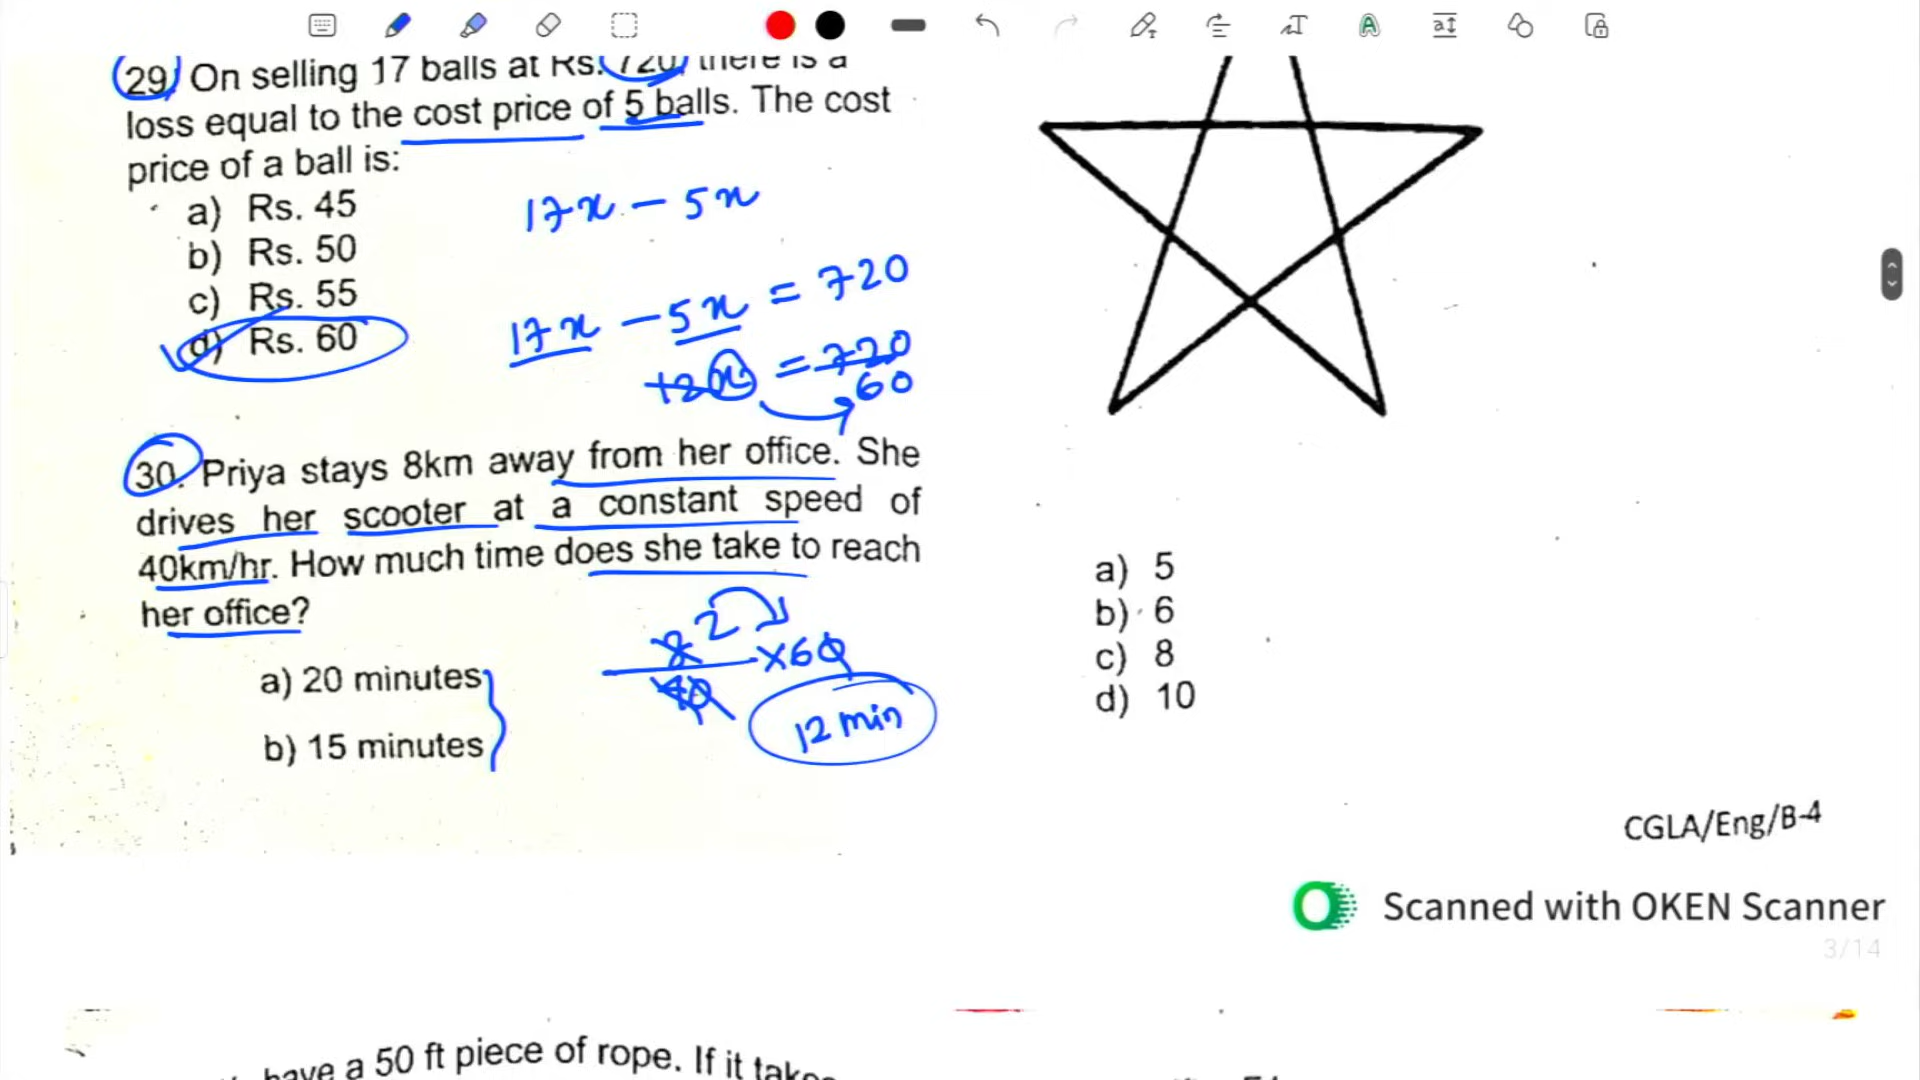 29. On selling 17 balls at Rs. 720, there is a
loss equal to the cost price of 5 balls. The cost
price of a ball is:
a) Rs. 45
b) Rs. 50
c) Rs. 55
d) Rs. 60
17x - 5x
17x - 5x = 720
12x = 720
60
30. Priya stays 8km away from her office. She
drives her scooter at a constant speed of
40km/hr. How much time does she take to reach
her office?
a) 20 minutes
b) 15 minutes
8 2
×60
40
12 min
a) 5
b) 6
c) 8
d) 10
CGLA/Eng/B-4
Scanned with OKEN Scanner
3/14
have a 50 ft piece of rope. If it takes